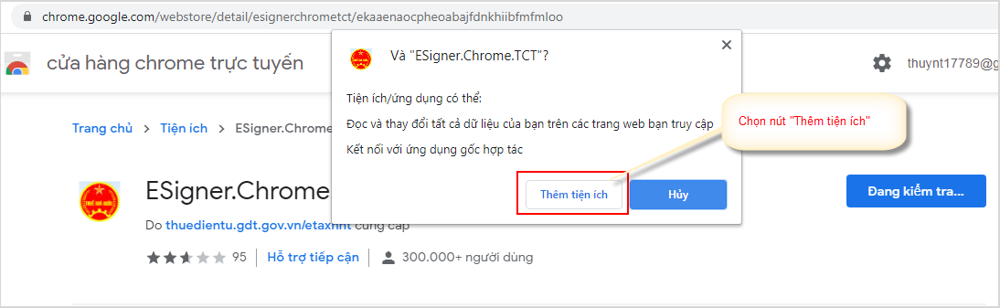 chrome.google.com/webstore/detail/esignerchrometct/ekaaenaocpheoabajfdnkhiibfmfmloo
cửa hàng chrome trực tuyến
thuynt17789@g
Và "ESigner.Chrome.TCT"?
Tiện ích/ứng dụng có thể:
Đọc và thay đổi tất cả dữ liệu của bạn trên các trang web bạn truy cập
Kết nối với ứng dụng gốc hợp tác
Thêm tiện ích
Hủy
Chọn nút "Thêm tiện ích"
Trang chủ > Tiện ích > ESigner.Chrome
ESigner.Chrome
Đang kiểm tra...
Do thuedientu.gdt.gov.vn/etaxnnt cung cấp
95 | Hỗ trợ tiếp cận | 300.000+ người dùng